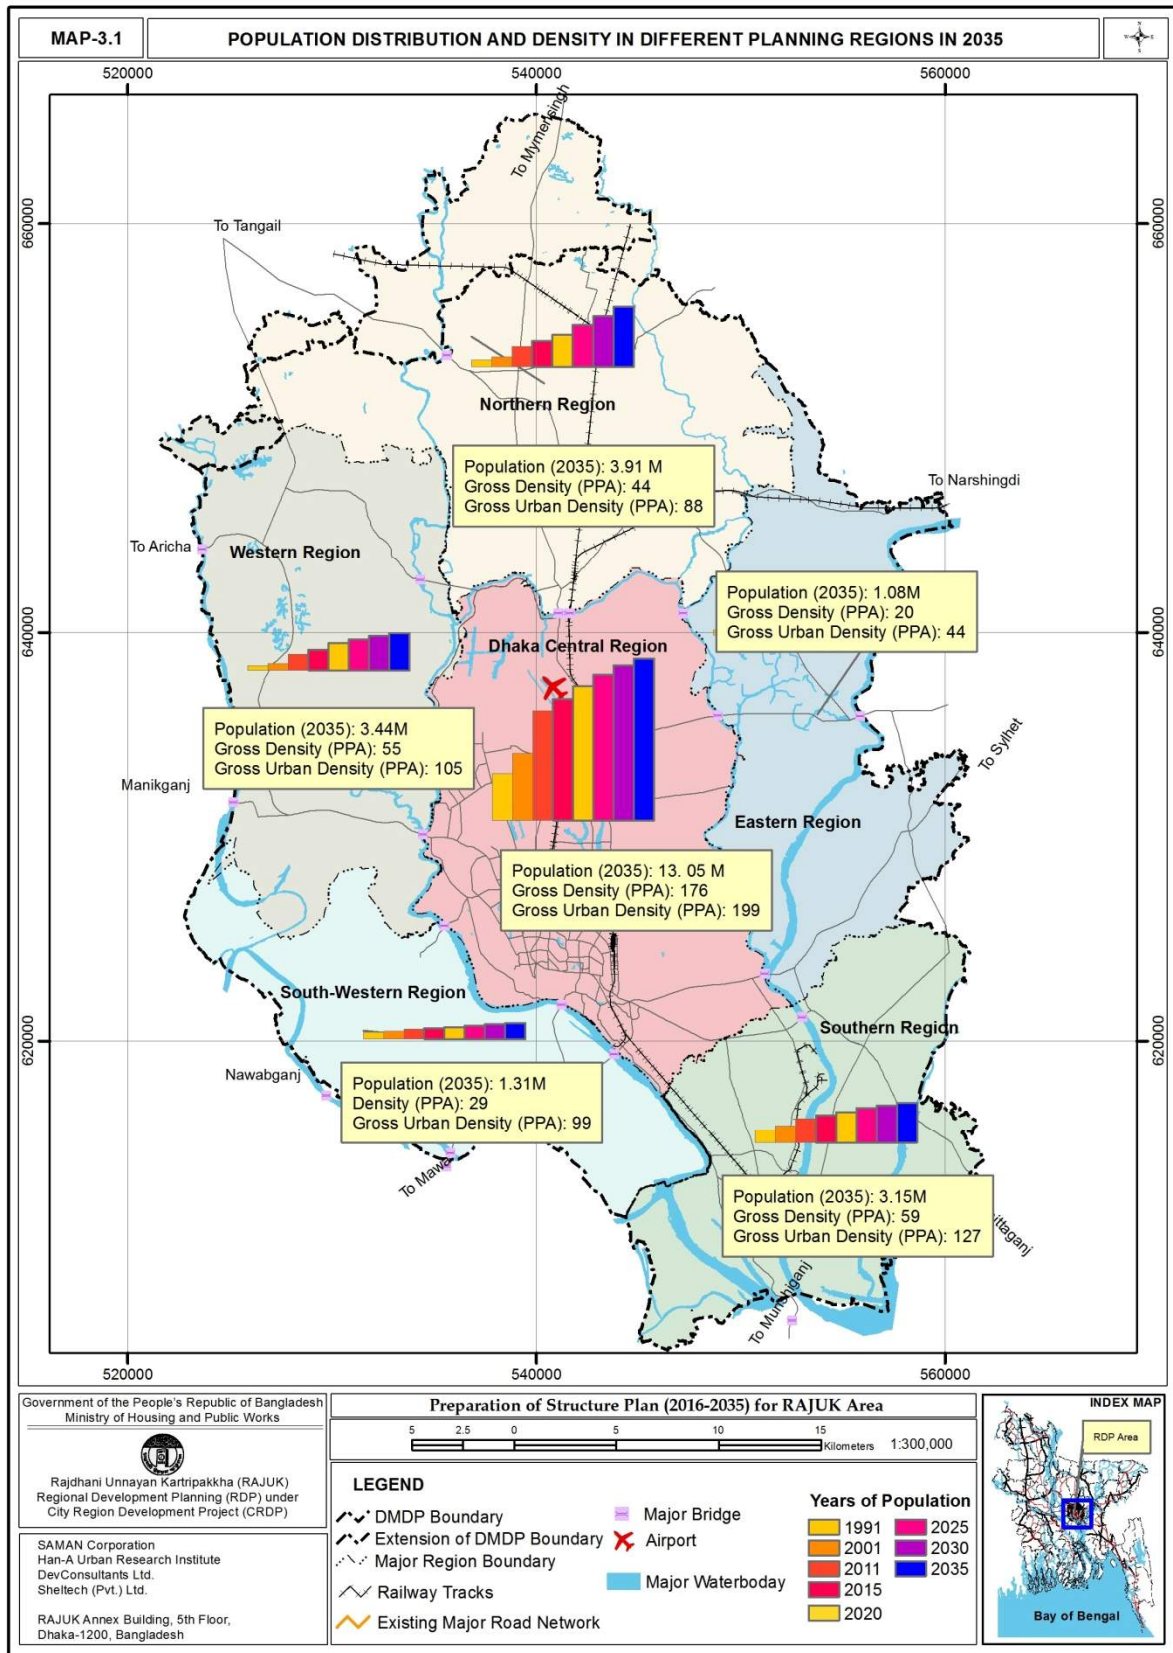 MAP-3.1
POPULATION DISTRIBUTION AND DENSITY IN DIFFERENT PLANNING REGIONS IN 2035
N
W
E
S
520000
540000
560000
To Mymensingh
660000
660000
To Tangail
Northern Region
Population (2035): 3.91 M
Gross Density (PPA): 44
Gross Urban Density (PPA): 88
To Narshingdi
To Aricha
Western Region
Population (2035): 1.08M
Gross Density (PPA): 20
Gross Urban Density (PPA): 44
640000
640000
Dhaka Central Region
Population (2035): 3.44M
Gross Density (PPA): 55
Gross Urban Density (PPA): 105
To Sylhet
Manikganj
Eastern Region
Population (2035): 13. 05 M
Gross Density (PPA): 176
Gross Urban Density (PPA): 199
South-Western Region
Southern Region
620000
620000
Nawabganj
Population (2035): 1.31M
Density (PPA): 29
Gross Urban Density (PPA): 99
To Mawa
Population (2035): 3.15M
Gross Density (PPA): 59
Gross Urban Density (PPA): 127
ittaganj
To Munshiganj
520000
540000
560000
Government of the People's Republic of Bangladesh
Ministry of Housing and Public Works
Rajdhani Unnayan Kartripakkha (RAJUK)
Regional Development Planning (RDP) under
City Region Development Project (CRDP)
SAMAN Corporation
Han-A Urban Research Institute
DevConsultants Ltd.
Sheltech (Pvt.) Ltd.
RAJUK Annex Building, 5th Floor,
Dhaka-1200, Bangladesh
Preparation of Structure Plan (2016-2035) for RAJUK Area
5 2.5 0 5 10 15
Kilometers
1:300,000
LEGEND
DMDP Boundary
Extension of DMDP Boundary
Major Region Boundary
Railway Tracks
Existing Major Road Network
Major Bridge
Airport
Major Waterboday
Years of Population
1991
2001
2011
2015
2020
2025
2030
2035
INDEX MAP
RDP Area
Bay of Bengal